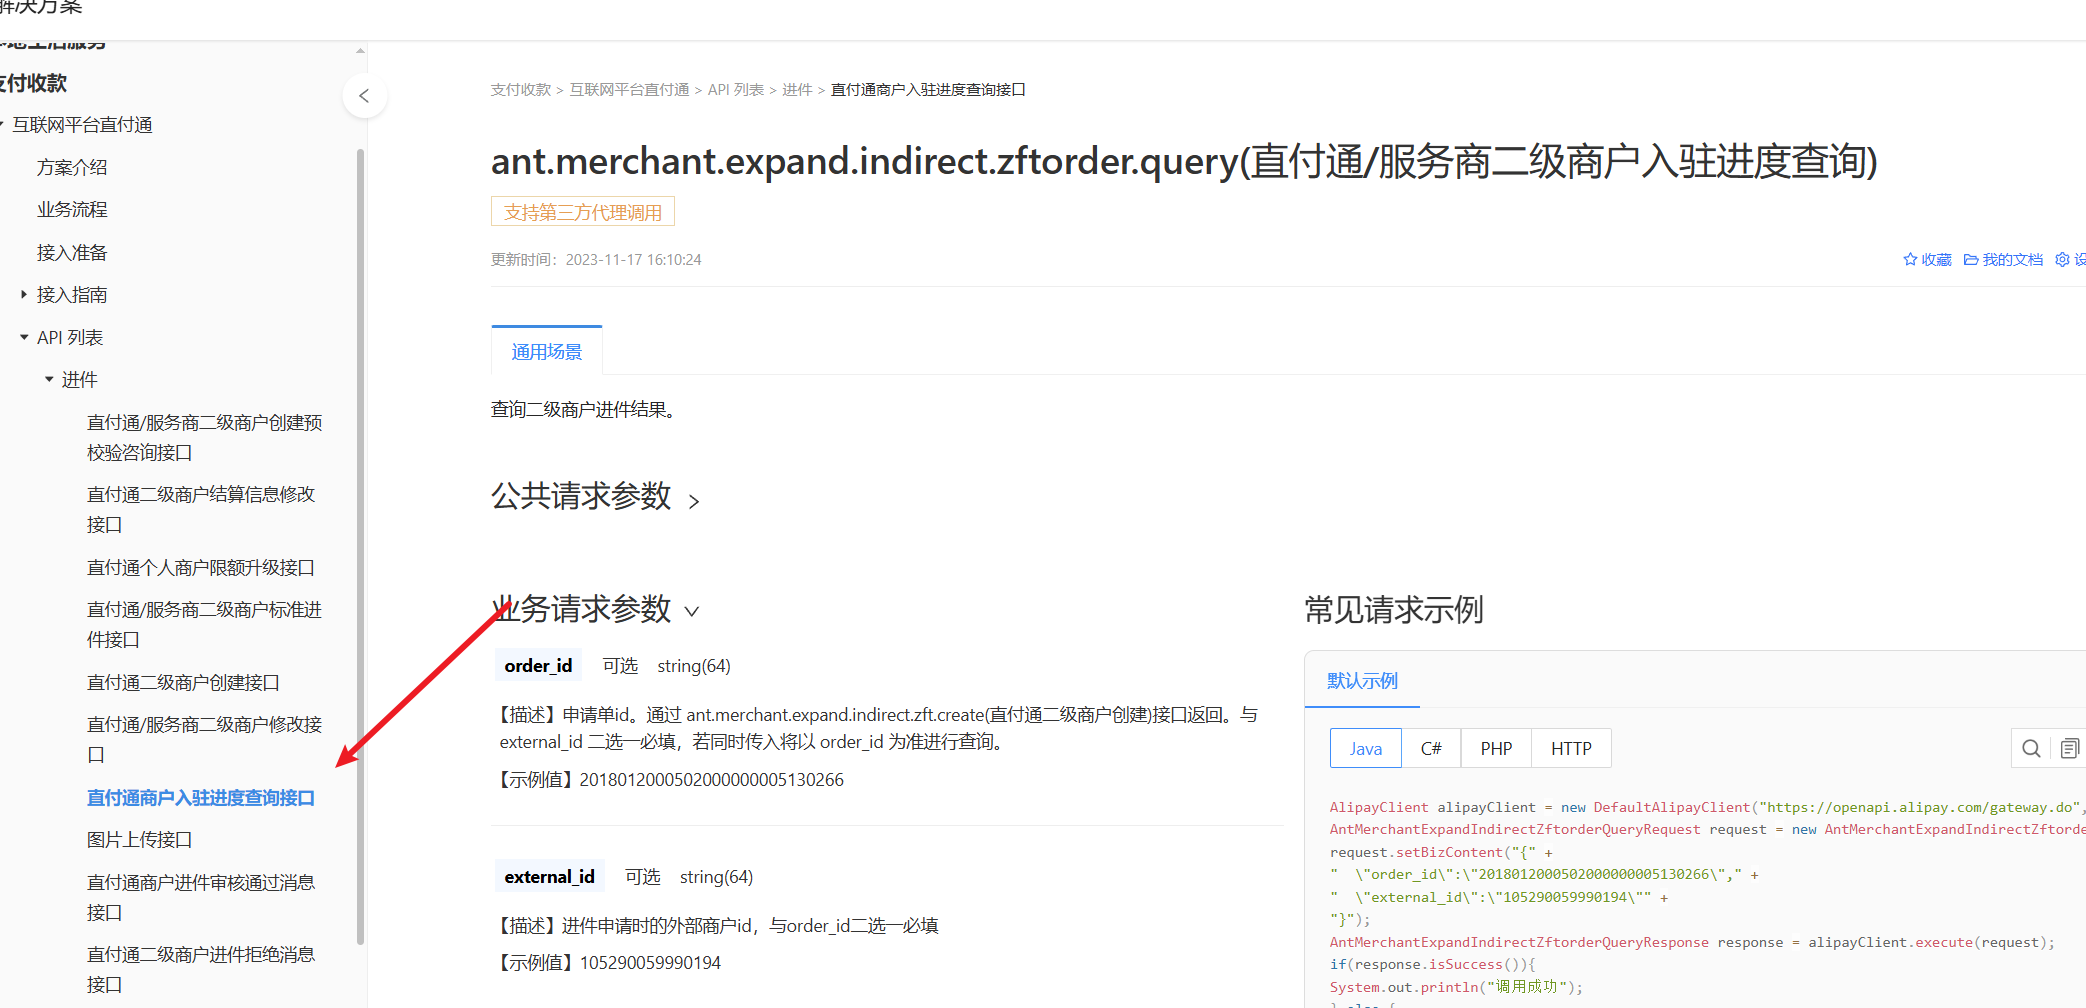 解决方案
本地生活服务
支付收款
互联网平台直付通
方案介绍
业务流程
接入准备
接入指南
API 列表
进件
直付通/服务商二级商户创建预
校验咨询接口
直付通二级商户结算信息修改
接口
直付通个人商户限额升级接口
直付通/服务商二级商户标准进
件接口
直付通二级商户创建接口
直付通/服务商二级商户修改接
口
直付通商户入驻进度查询接口
图片上传接口
直付通商户进件审核通过消息
接口
直付通二级商户进件拒绝消息
接口
支付收款 > 互联网平台直付通 > API 列表 > 进件 > 直付通商户入驻进度查询接口
ant.merchant.expand.indirect.zftorder.query(直付通/服务商二级商户入驻进度查询)
支持第三方代理调用
更新时间：2023-11-17 16:10:24
收藏 我的文档 设
通用场景
查询二级商户进件结果。
公共请求参数
业务请求参数
order_id 可选 string(64)
【描述】申请单id。通过 ant.merchant.expand.indirect.zft.create(直付通二级商户创建)接口返回。与
external_id 二选一必填，若同时传入将以 order_id 为准进行查询。
【示例值】2018012000502000000005130266
external_id 可选 string(64)
【描述】进件申请时的外部商户id，与order_id二选一必填
【示例值】105290059990194
常见请求示例
默认示例
Java C# PHP HTTP
AlipayClient alipayClient = new DefaultAlipayClient("https://openapi.alipay.com/gateway.do",
AntMerchantExpandIndirectZftorderQueryRequest request = new AntMerchantExpandIndirectZftorde
request.setBizContent("{" +
" \"order_id\":\"2018012000502000000005130266\"," +
" \"external_id\":\"105290059990194\"" +
"}");
AntMerchantExpandIndirectZftorderQueryResponse response = alipayClient.execute(request);
if(response.isSuccess()){
System.out.println("调用成功");
} else {